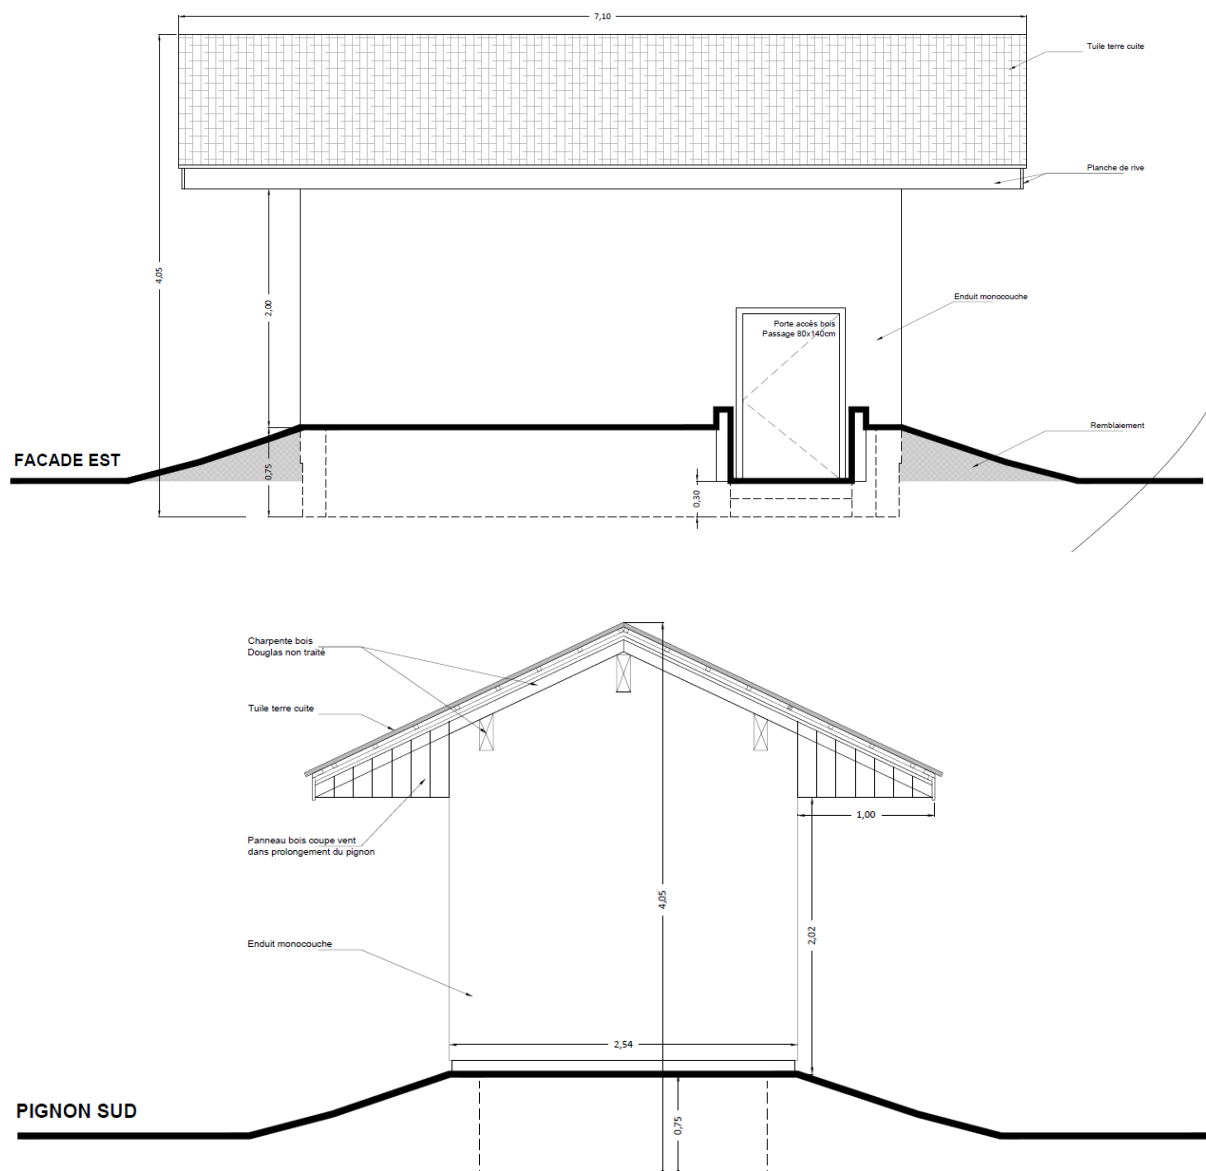 7,10
Tuile terre cuite
Planche de rive
4,05
2,00
Enduit monocouche
Porte accès bois
Passage 80x140cm
Remblaiement
FACADE EST
0,75
0,30
Charpente bois
Douglas non traité
Tuile terre cuite
1,00
Panneau bois coupe vent
dans prolongement du pignon
4,05
2,02
Enduit monocouche
2,54
PIGNON SUD
0,75